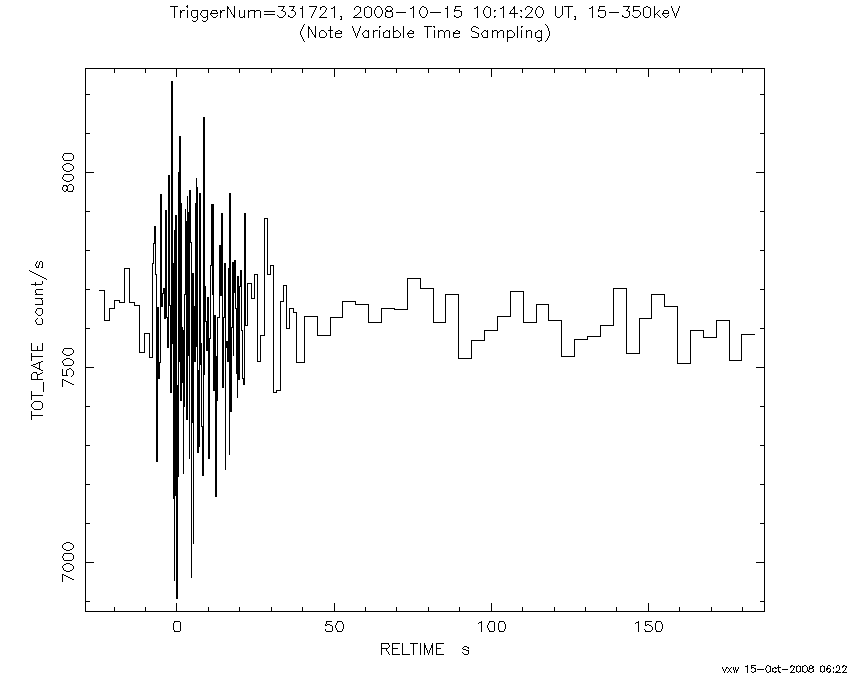 TriggerNum=331721, 2008-10-15 10:14:20 UT, 15-350keV
(Note Variable Time Sampling)
8000
7500
7000
TOT_RATE count/s
0 50 100 150
RELTIME s
vxw 15-Oct-2008 06:22